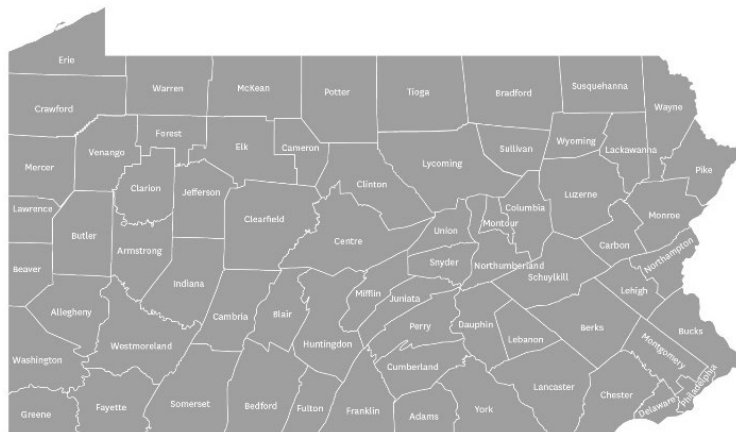 Erie
Warren
McKean
Potter
Tioga
Bradford
Susquehanna
Wayne
Crawford
Forest
Elk
Cameron
Sullivan
Wyoming
Lackawanna
Venango
Lycoming
Pike
Mercer
Clarion
Jefferson
Clinton
Luzerne
Columbia
Montour
Monroe
Lawrence
Clearfield
Butler
Union
Centre
Armstrong
Carbon
Northampton
Snyder
Northumberland
Beaver
Indiana
Schuylkill
Mifflin
Lehigh
Juniata
Allegheny
Cambria
Blair
Perry
Dauphin
Berks
Bucks
Lebanon
Huntingdon
Westmoreland
Montgomery
Washington
Cumberland
Philadelphia
Lancaster
Chester
Delaware
Greene
Fayette
Somerset
Bedford
Fulton
Franklin
Adams
York